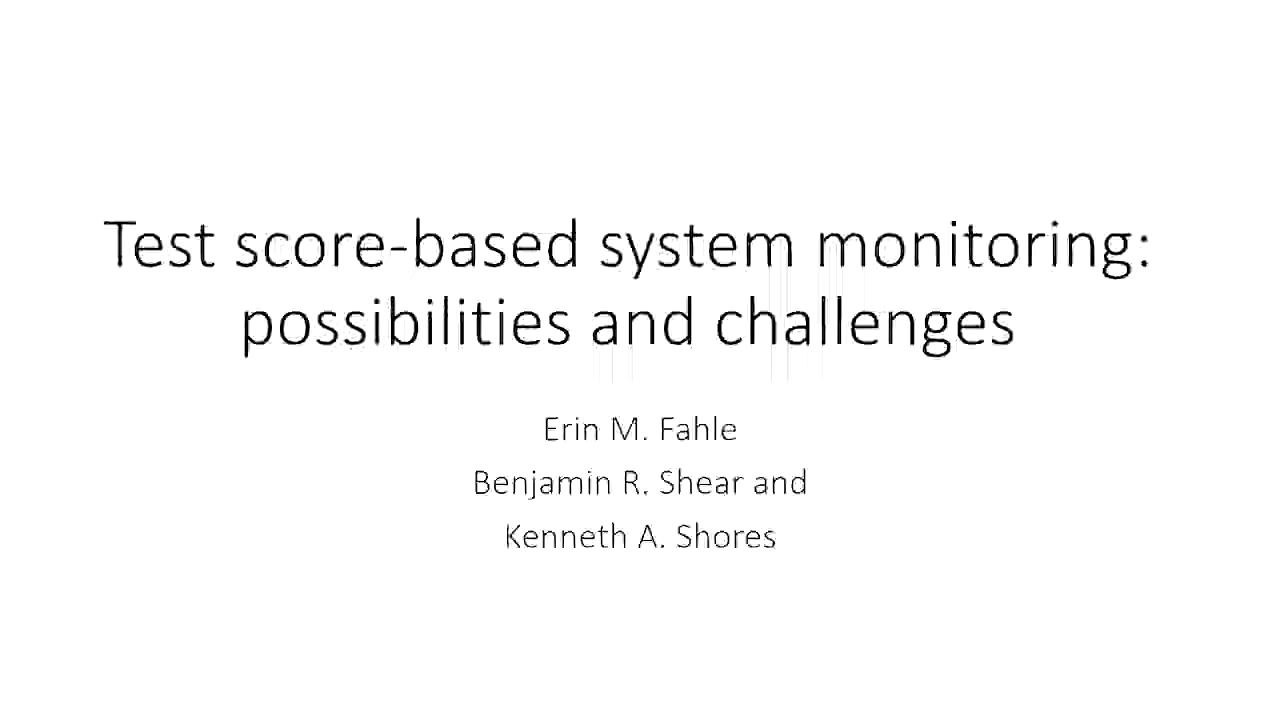 Test score-based system monitoring:
possibilities and challenges
Erin M. Fahle
Benjamin R. Shear and
Kenneth A. Shores